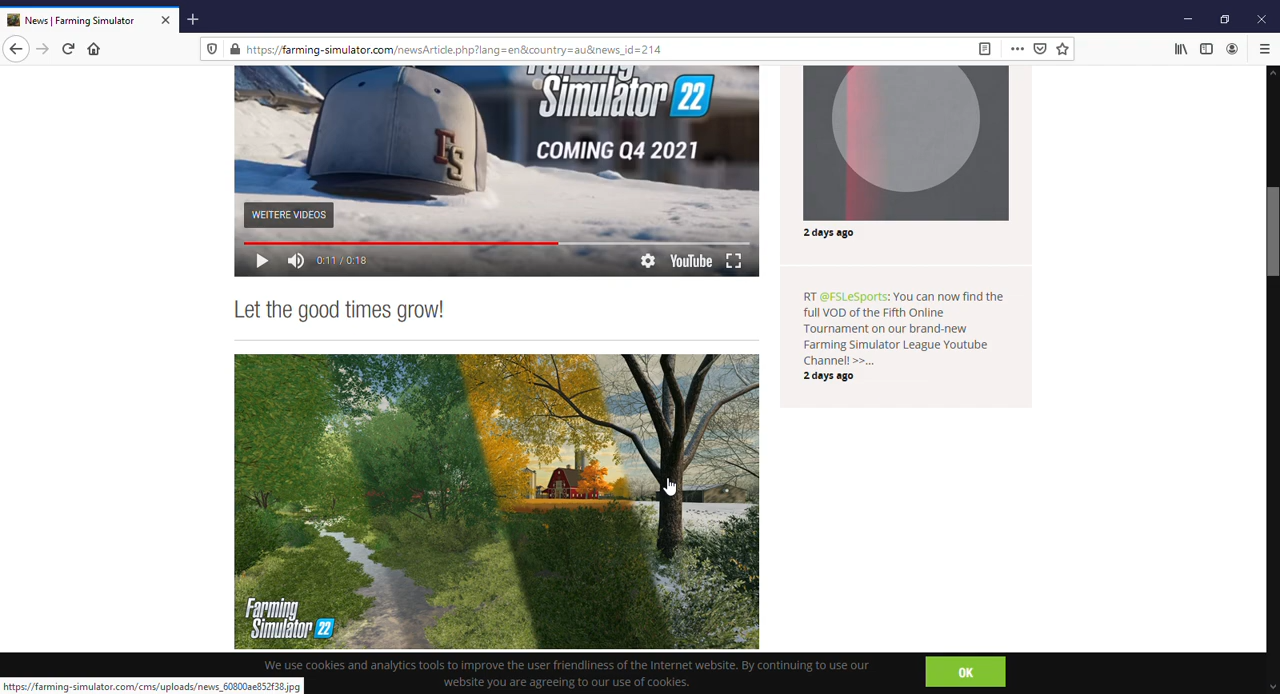 News | Farming Simulator
https://farming-simulator.com/newsArticle.php?lang=en&country=au&news_id=214
Farming
Simulator 22
COMING Q4 2021
FS
WEITERE VIDEOS
0:11 / 0:18
YouTube
Let the good times grow!
Farming
Simulator 22
2 days ago
RT @FSLeSports: You can now find the
full VOD of the Fifth Online
Tournament on our brand-new
Farming Simulator League Youtube
Channel! >>...
2 days ago
We use cookies and analytics tools to improve the user friendliness of the Internet website. By continuing to use our
website you are agreeing to our use of cookies.
OK
https://farming-simulator.com/cms/uploads/news_60800ae852f38.jpg